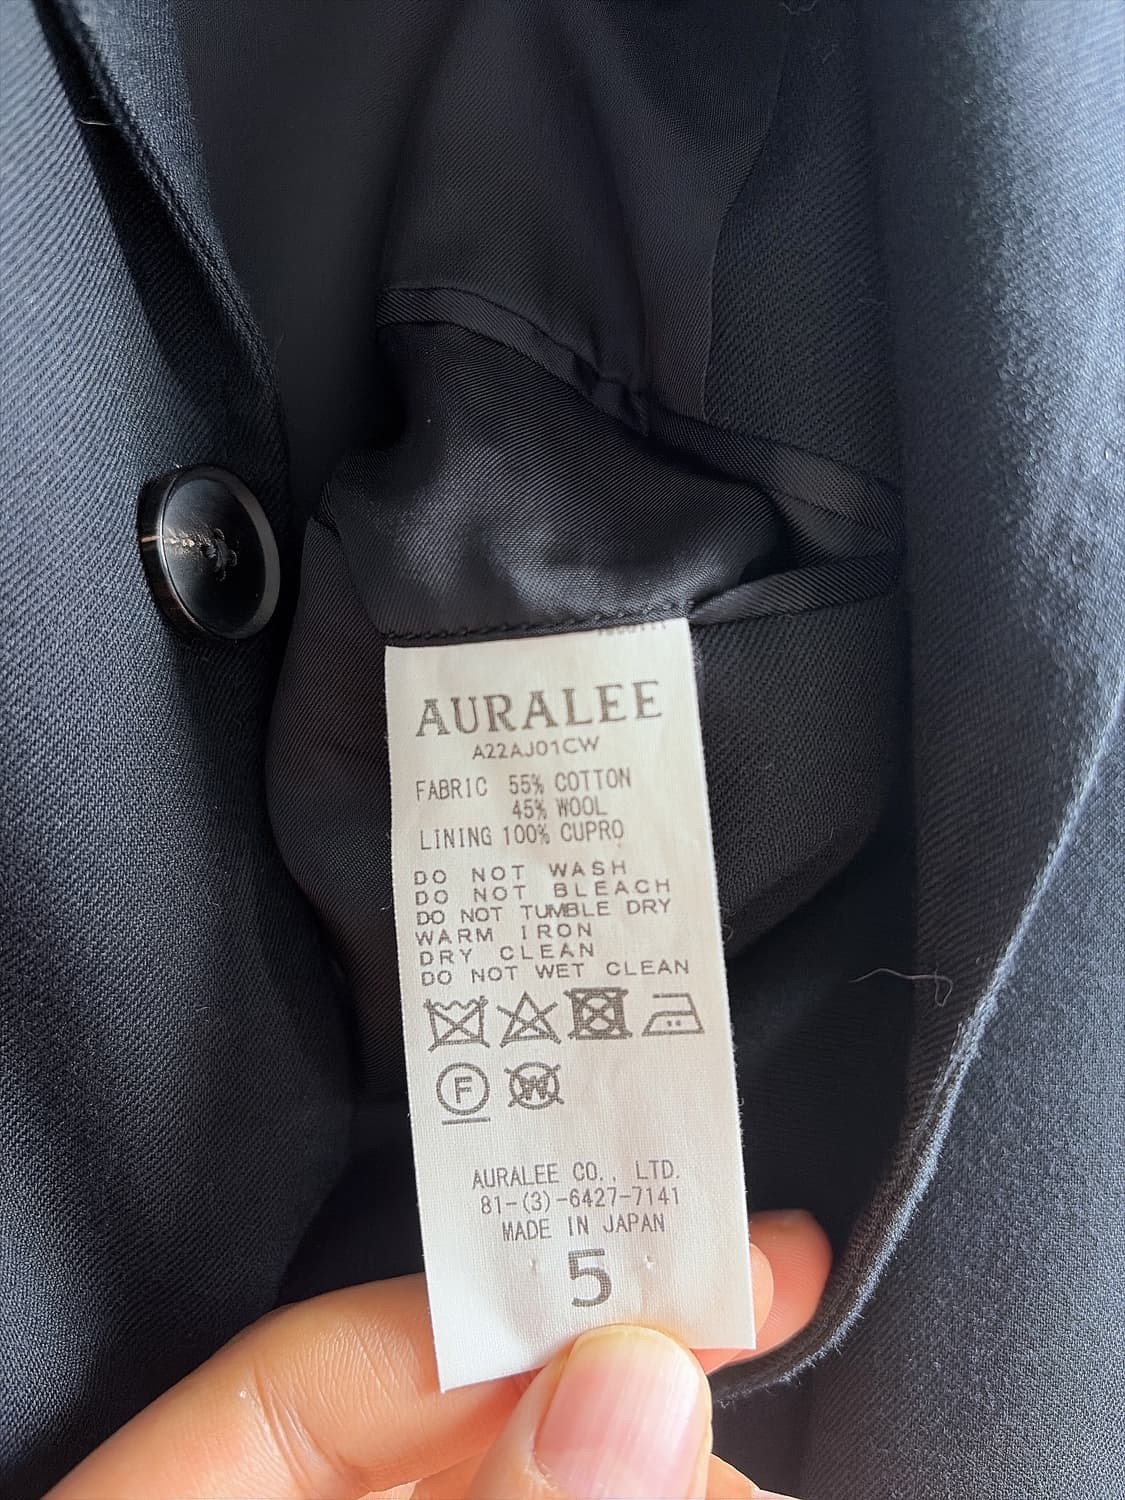 AURALEE
A22AJ01CW
FABRIC 55% COTTON
45% WOOL
LINING 100% CUPRO
DO NOT WASH
DO NOT BLEACH
DO NOT TUMBLE DRY
WARM IRON
DRY CLEAN
DO NOT WET CLEAN
F W
AURALEE CO., LTD.
81-(3)-6427-7141
MADE IN JAPAN
5